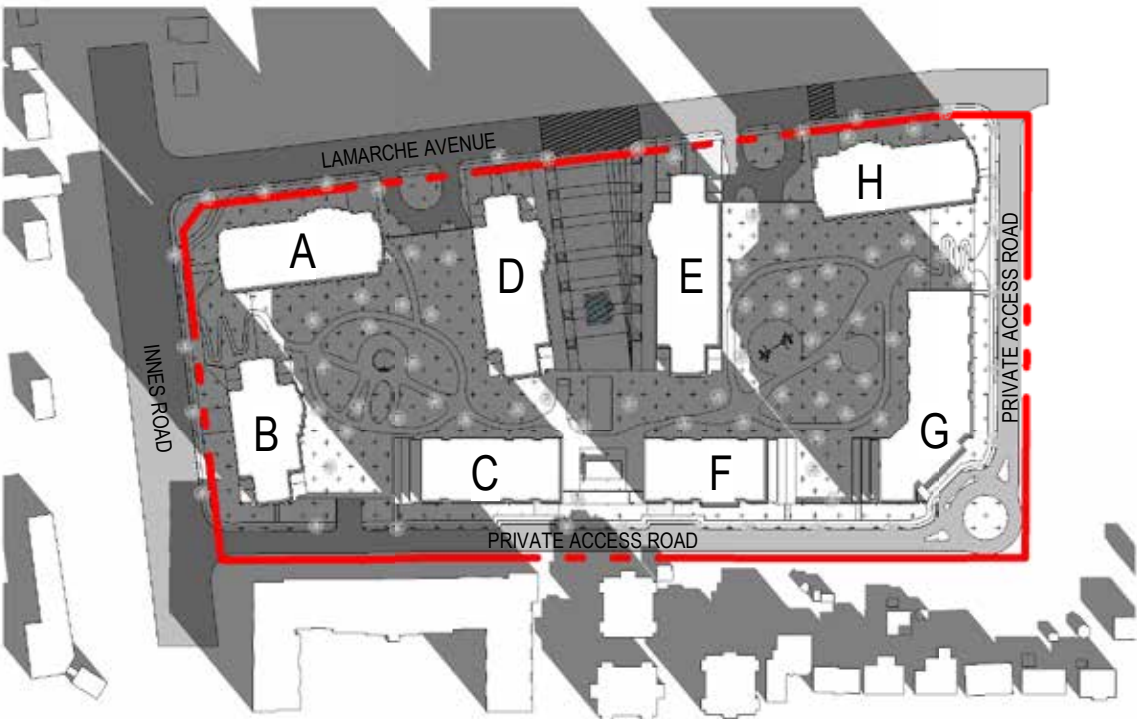 LAMARCHE AVENUE
H
A
D
E
PRIVATE ACCESS ROAD
INNES ROAD
B
G
C
F
PRIVATE ACCESS ROAD